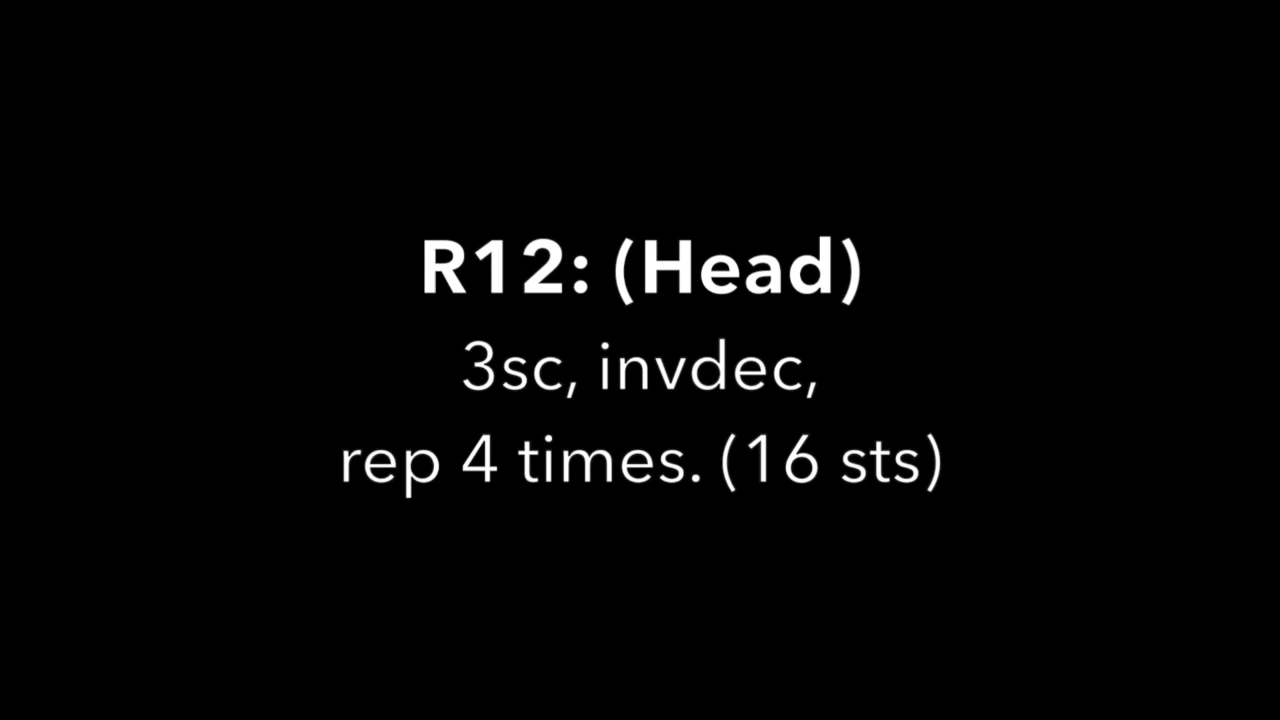 R12: (Head)
3sc, invdec,
rep 4 times. (16 sts)